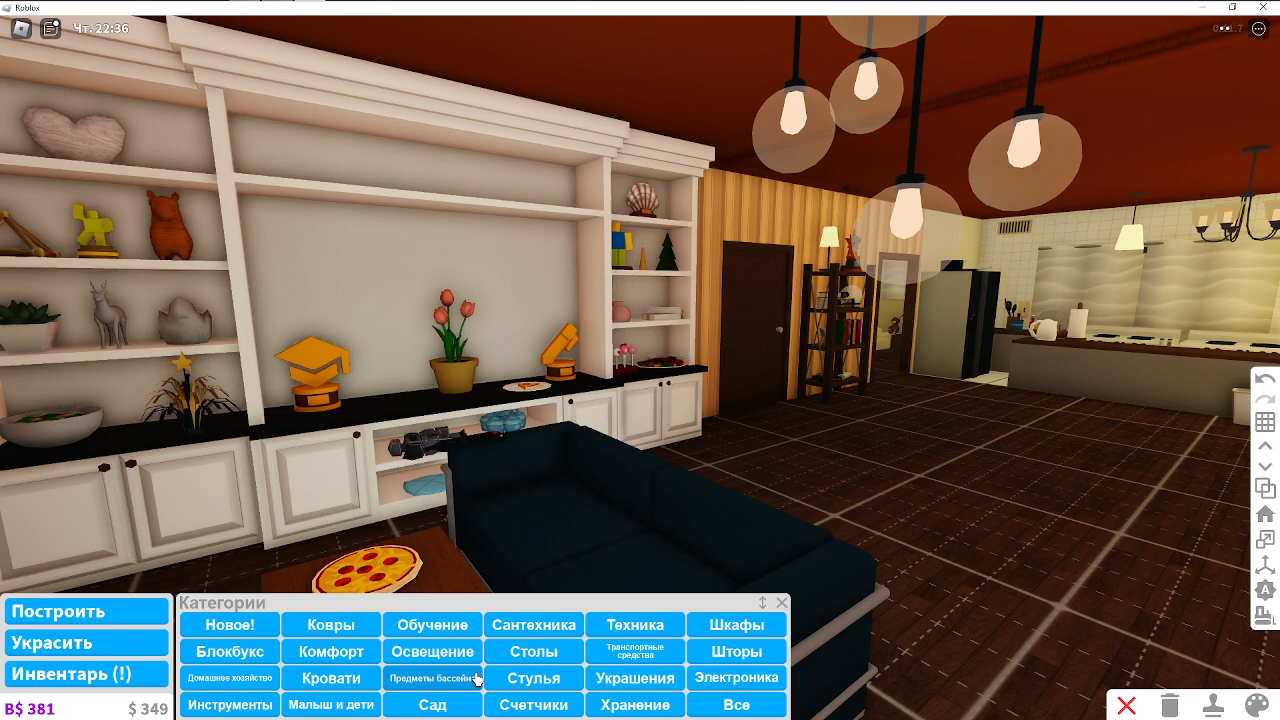 Roblox
Чт. 22:36
Построить
Украсить
Инвентарь (!)
B$ 381
$ 349
Категории
Новое!
Ковры
Обучение
Сантехника
Техника
Шкафы
Блокбукс
Комфорт
Освещение
Столы
Транспортные
средства
Шторы
Домашнее хозяйство
Кровати
Предметы бассейн
Стулья
Украшения
Электроника
Инструменты
Малыш и дети
Сад
Счетчики
Хранение
Все